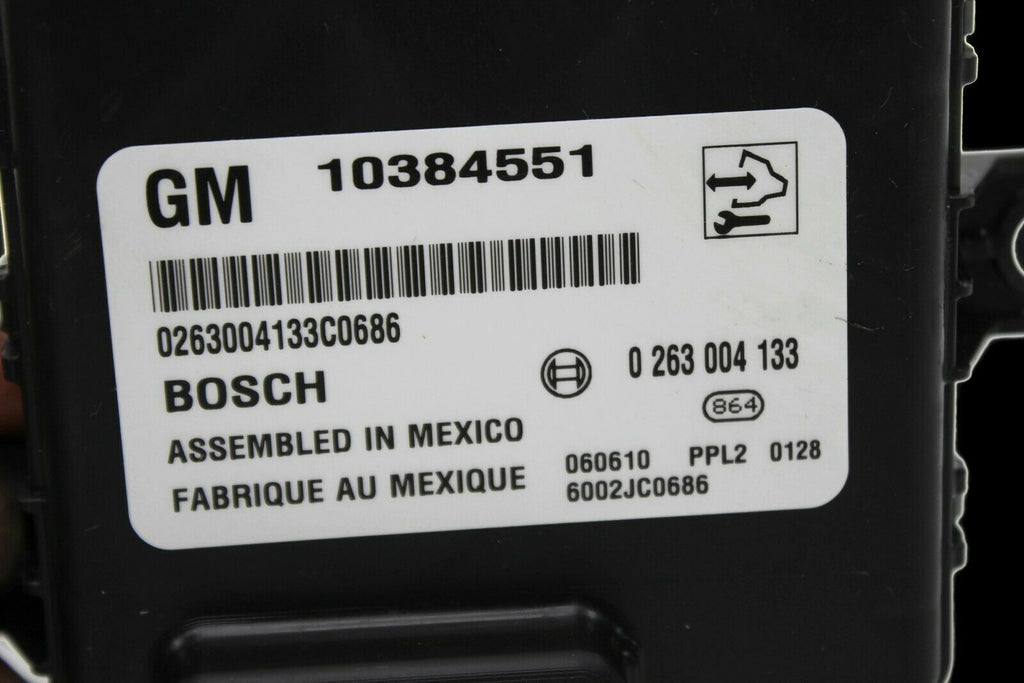 GM 10384551
0263004133C0686
BOSCH 0 263 004 133
864
ASSEMBLED IN MEXICO
FABRIQUE AU MEXIQUE
060610 PPL2 0128
6002JC0686